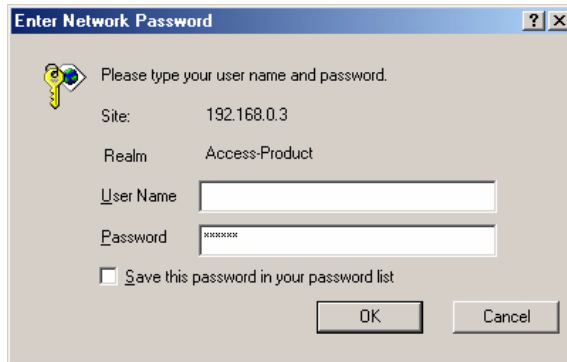 Enter Network Password
Please type your user name and password.
Site: 192.168.0.3
Realm Access-Product
User Name
Password ******
Save this password in your password list
OK Cancel